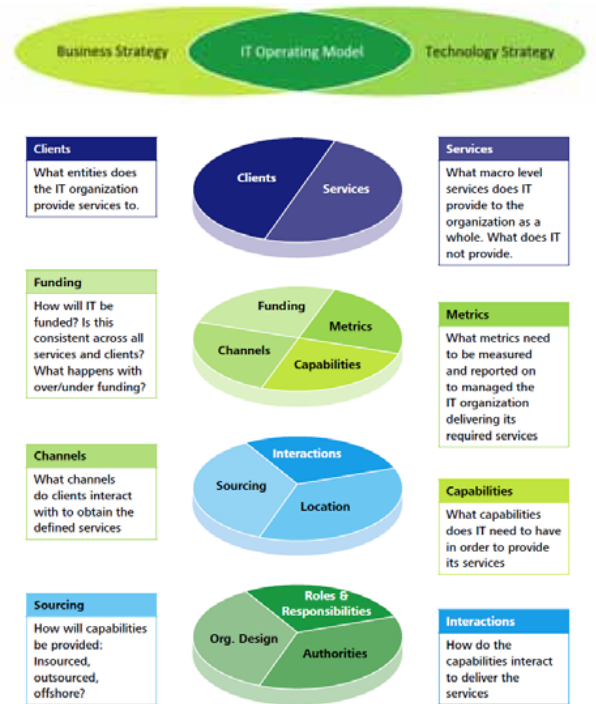 Business Strategy
IT Operating Model
Technology Strategy
Clients
What entities does
the IT organization
provide services to.
Clients
Services
Services
What macro level
services does IT
provide to the
organization as a
whole. What does IT
not provide.
Funding
How will IT be
funded? Is this
consistent across all
services and clients?
What happens with
over/under funding?
Funding
Metrics
Channels
Capabilities
Metrics
What metrics need
to be measured
and reported on
to managed the
IT organization
delivering its
required services
Channels
What channels
do clients interact
with to obtain the
defined services
Interactions
Sourcing
Location
Capabilities
What capabilities
does IT need to have
in order to provide
its services
Sourcing
How will capabilities
be provided:
Insourced,
outsourced,
offshore?
Roles &
Responsibilities
Org. Design
Authorities
Interactions
How do the
capabilities interact
to deliver the
services